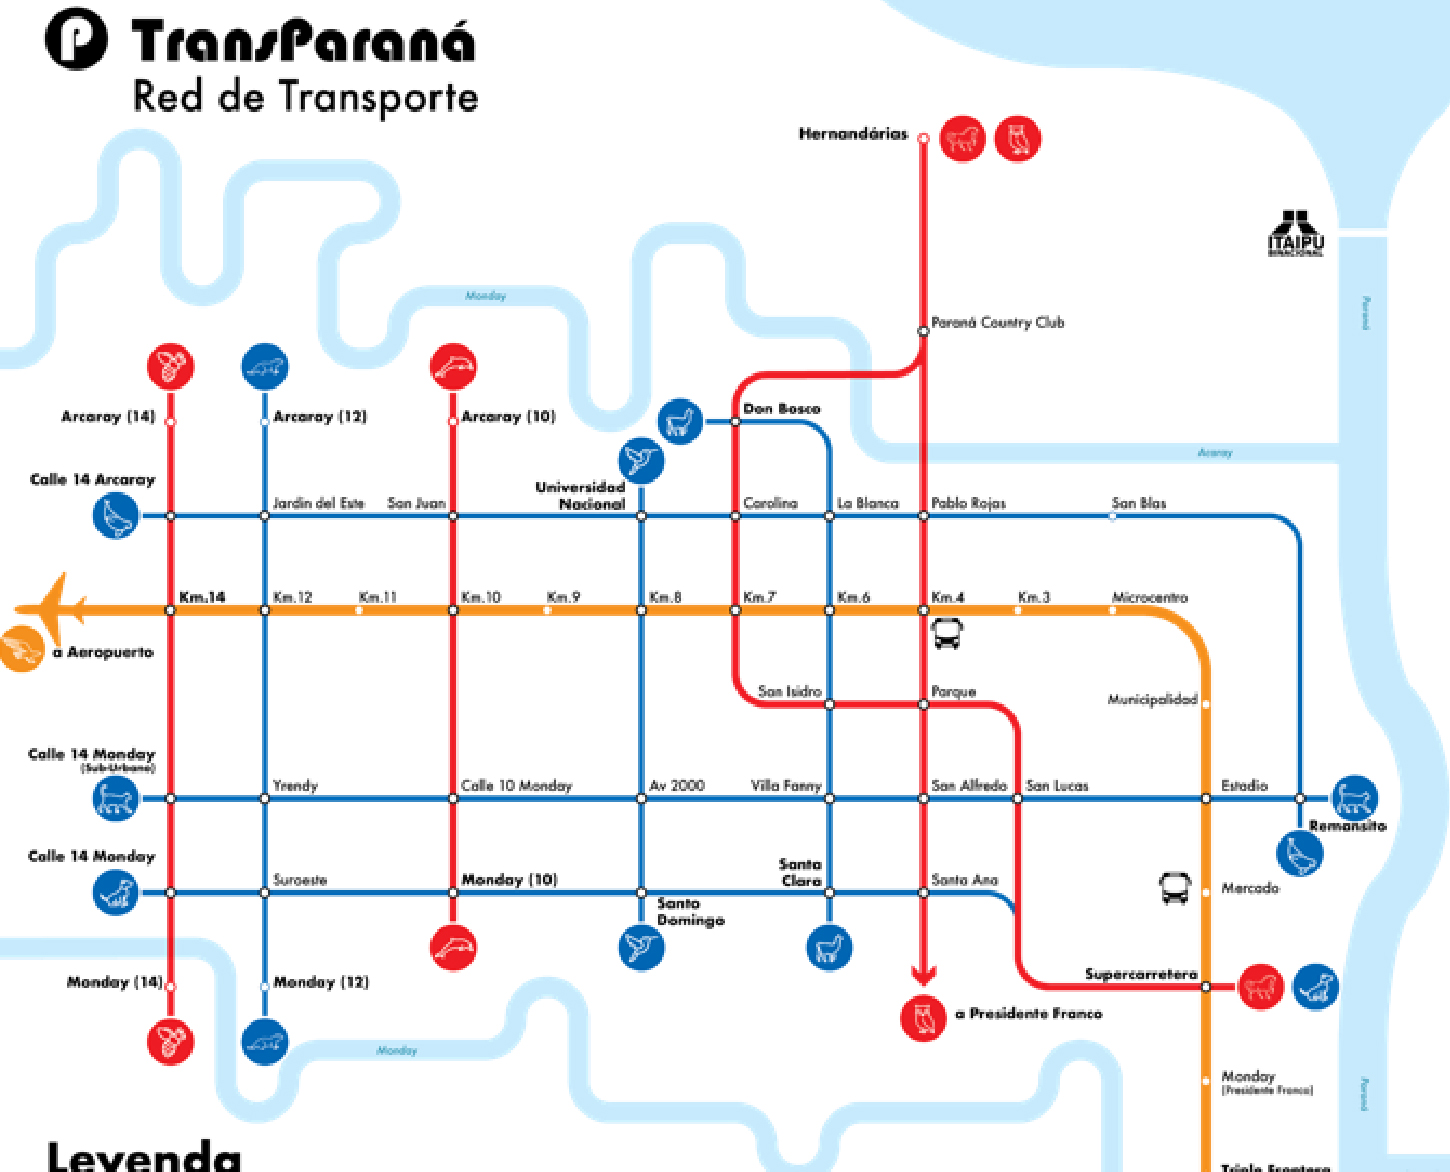 TransParaná
Red de Transporte
Hernandárias
ITAIPU
BINACIONAL
Paraná
Monday
Paraná Country Club
Arcaray (14)
Arcaray (12)
Arcaray (10)
Don Bosco
Acaray
Calle 14 Arcaray
Universidad
Nacional
Jardin del Este
San Juan
Carolina
La Blanca
Pablo Rojas
San Blas
Km.14
Km.12
Km.11
Km.10
Km.9
Km.8
Km.7
Km.6
Km.4
Km.3
Microcentro
a Aeropuerto
San Isidro
Parque
Municipalidad
Calle 14 Monday
(Sub-Urbano)
Yrendy
Calle 10 Monday
Av 2000
Villa Fanny
San Alfredo
San Lucas
Estadio
Remansito
Calle 14 Monday
Suroeste
Monday (10)
Santa
Clara
Santa Ana
Mercado
Santo
Domingo
Monday (14)
Monday (12)
Supercarretera
a Presidente Franco
Monday
Monday
(Presidente Franco)
Paraná
Leyenda
Triple Frontera